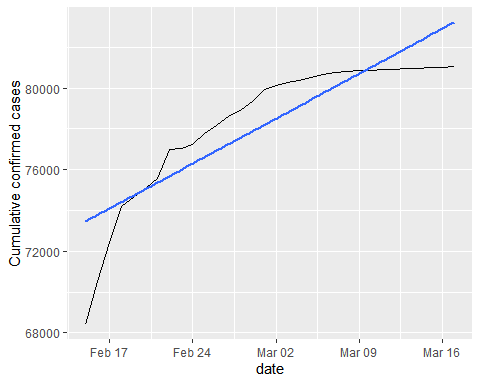 Cumulative confirmed cases
80000
76000
72000
68000
Feb 17 Feb 24 Mar 02 Mar 09 Mar 16
date